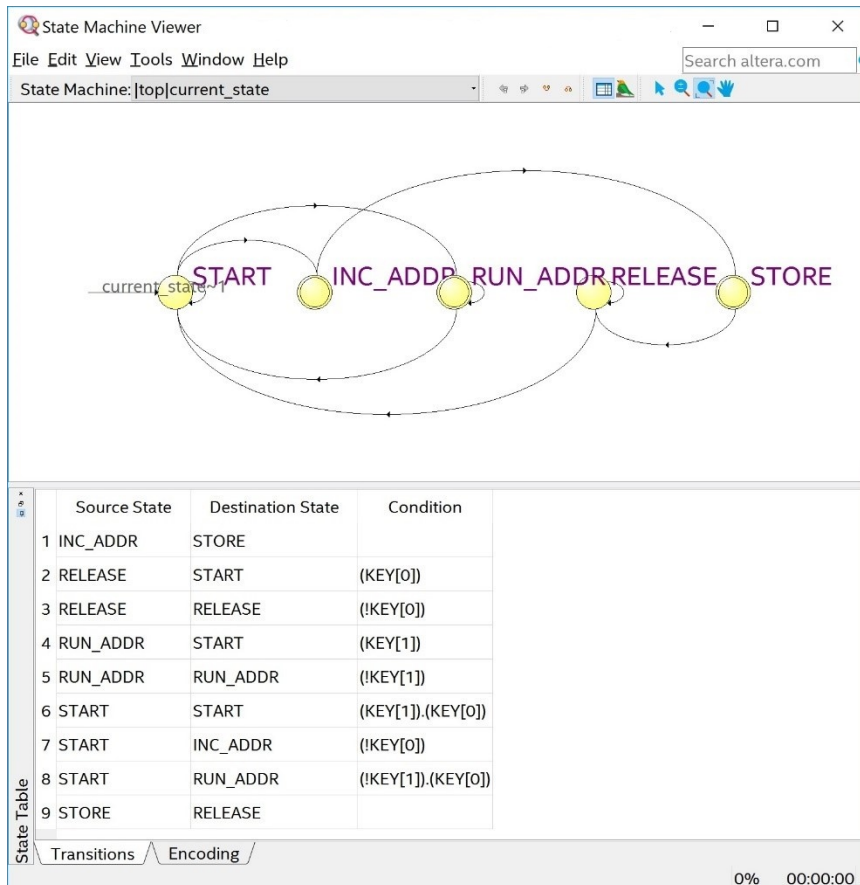 State Machine Viewer
File Edit View Tools Window Help
Search altera.com
State Machine: |top|current_state
current_state~1
START INC_ADDR RUN_ADDR RELEASE STORE
Source State Destination State Condition
1 INC_ADDR STORE
2 RELEASE START (KEY[0])
3 RELEASE RELEASE (!KEY[0])
4 RUN_ADDR START (KEY[1])
5 RUN_ADDR RUN_ADDR (!KEY[1])
6 START START (KEY[1]).(KEY[0])
7 START INC_ADDR (!KEY[0])
8 START RUN_ADDR (!KEY[1]).(KEY[0])
9 STORE RELEASE
State Table
Transitions Encoding
0% 00:00:00